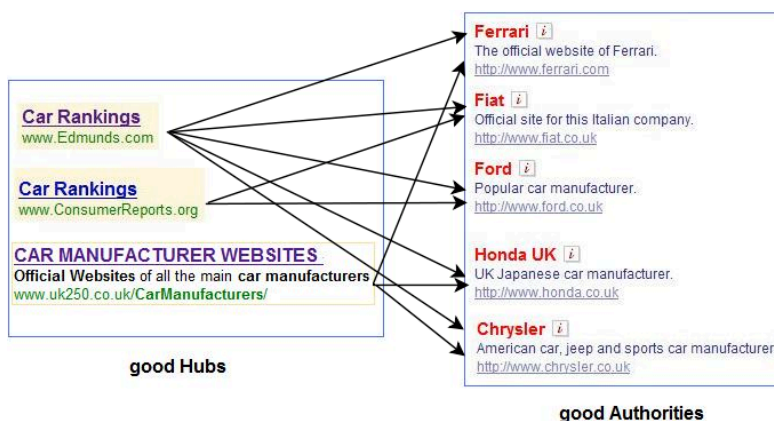 Car Rankings
www.Edmunds.com
Car Rankings
www.ConsumerReports.org
CAR MANUFACTURER WEBSITES
Official Websites of all the main car manufacturers
www.uk250.co.uk/CarManufacturers/
good Hubs
Ferrari i
The official website of Ferrari.
http://www.ferrari.com
Fiat i
Official site for this Italian company.
http://www.fiat.co.uk
Ford i
Popular car manufacturer.
http://www.ford.co.uk
Honda UK i
UK Japanese car manufacturer.
http://www.honda.co.uk
Chrysler i
American car, jeep and sports car manufacturer
http://www.chrysler.co.uk
good Authorities